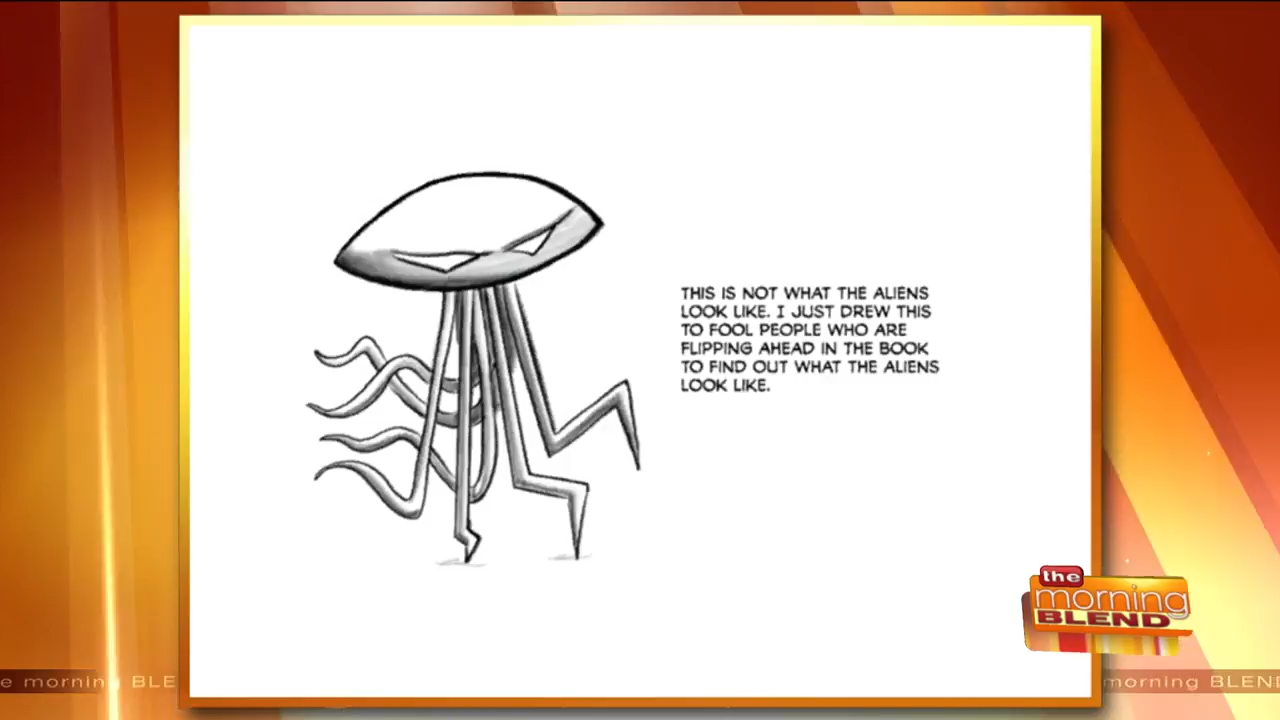 THIS IS NOT WHAT THE ALIENS
LOOK LIKE. I JUST DREW THIS
TO FOOL PEOPLE WHO ARE
FLIPPING AHEAD IN THE BOOK
TO FIND OUT WHAT THE ALIENS
LOOK LIKE.
the
morning
BLEND
e morning BLE
morning BLEND